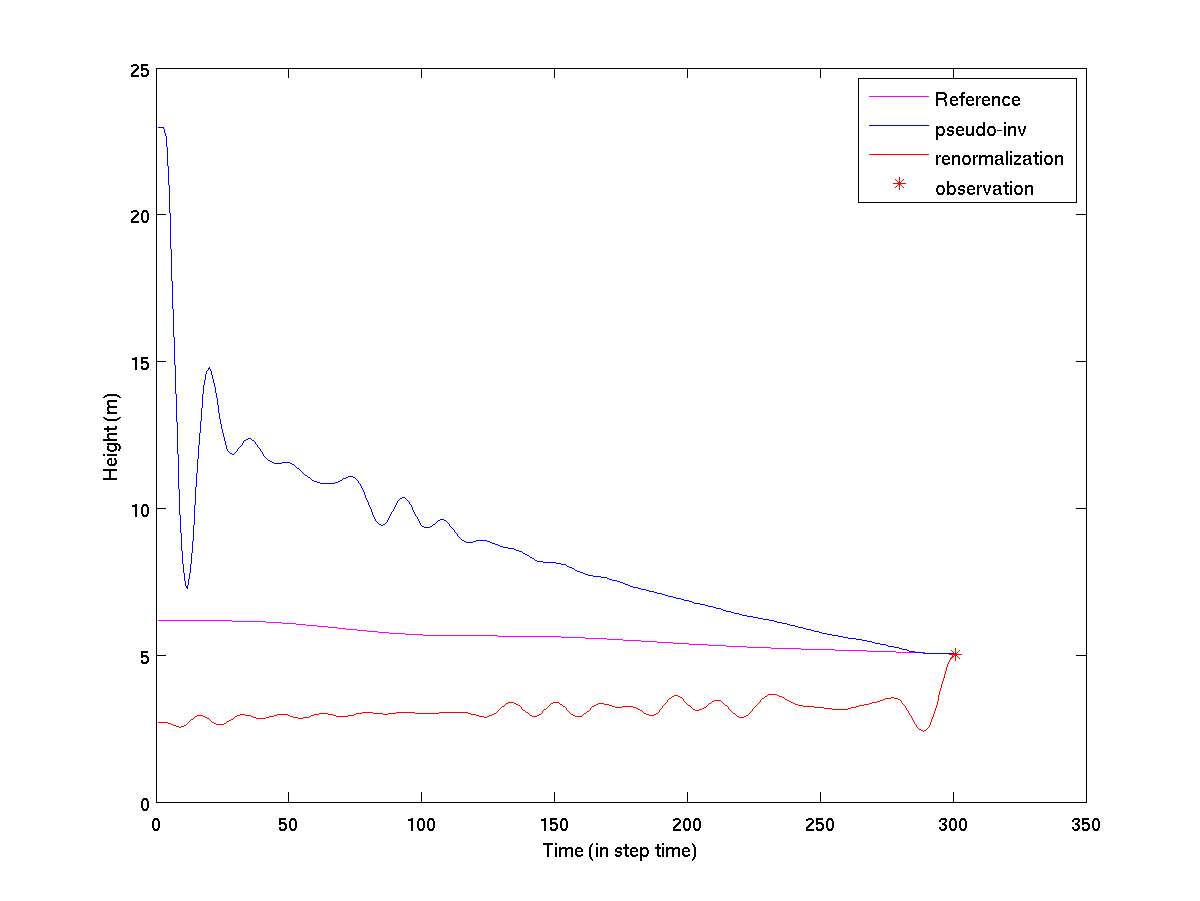 25
20
15
10
5
0
Height (m)
0 50 100 150 200 250 300 350
Time (in step time)
Reference
pseudo-inv
renormalization
observation